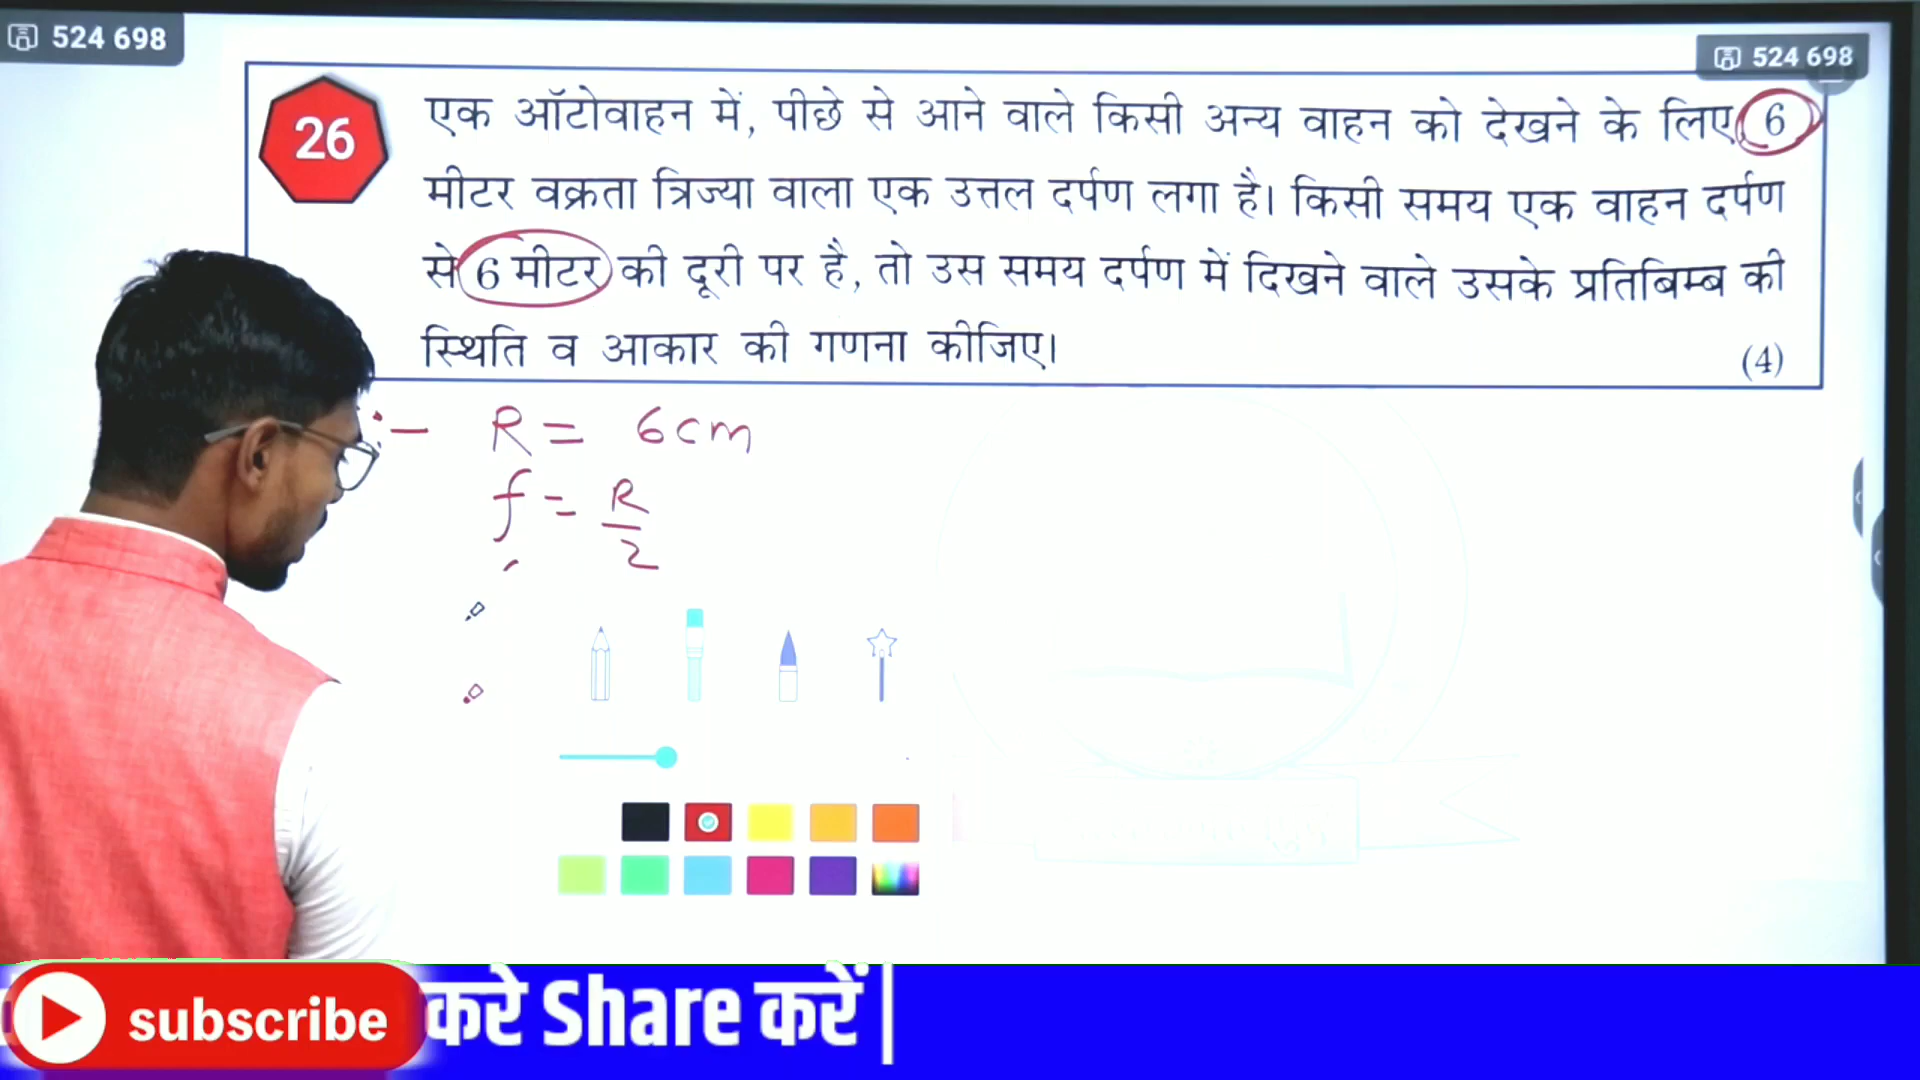 524 698
524 698
26
एक ऑटोवाहन में, पीछे से आने वाले किसी अन्य वाहन को देखने के लिए 6
मीटर वक्रता त्रिज्या वाला एक उत्तल दर्पण लगा है। किसी समय एक वाहन दर्पण
से 6 मीटर की दूरी पर है, तो उस समय दर्पण में दिखने वाले उसके प्रतिबिम्ब की
स्थिति व आकार की गणना कीजिए।
(4)
:- R = 6cm
f = R/2
subscribe करे Share करें |